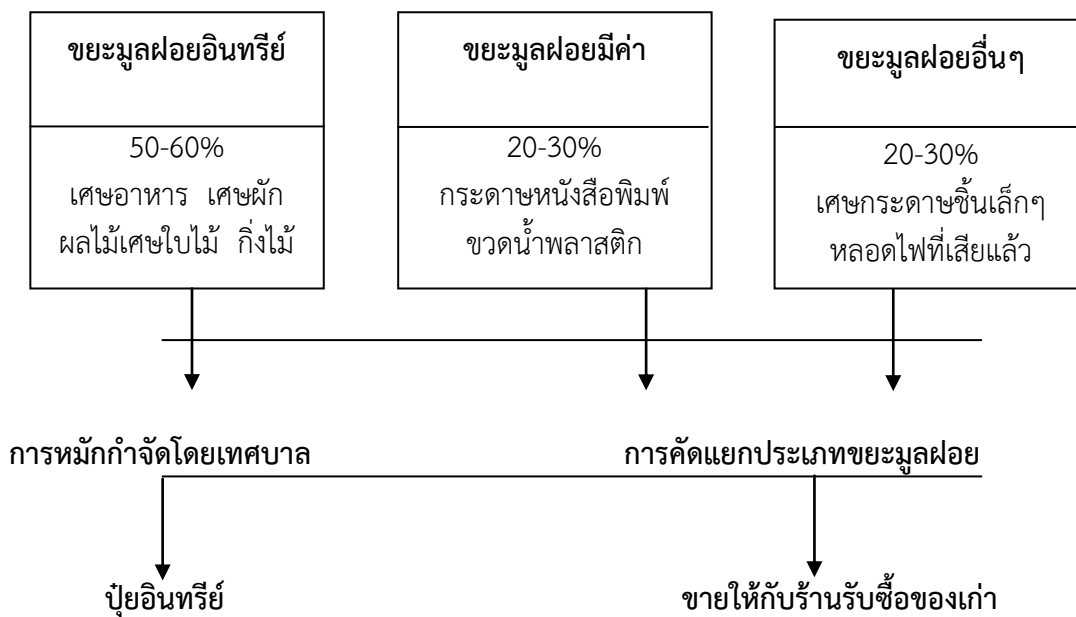 ขยะมูลฝอยอินทรีย์
50-60%
เศษอาหาร เศษผัก
ผลไม้เศษใบไม้ กิ่งไม้
ขยะมูลฝอยมีค่า
20-30%
กระดาษหนังสือพิมพ์
ขวดน้ำพลาสติก
ขยะมูลฝอยอื่นๆ
20-30%
เศษกระดาษชิ้นเล็กๆ
หลอดไฟที่เสียแล้ว
การหมักกำจัดโดยเทศบาล
การคัดแยกประเภทขยะมูลฝอย
ปุ๋ยอินทรีย์
ขายให้กับร้านรับซื้อของเก่า